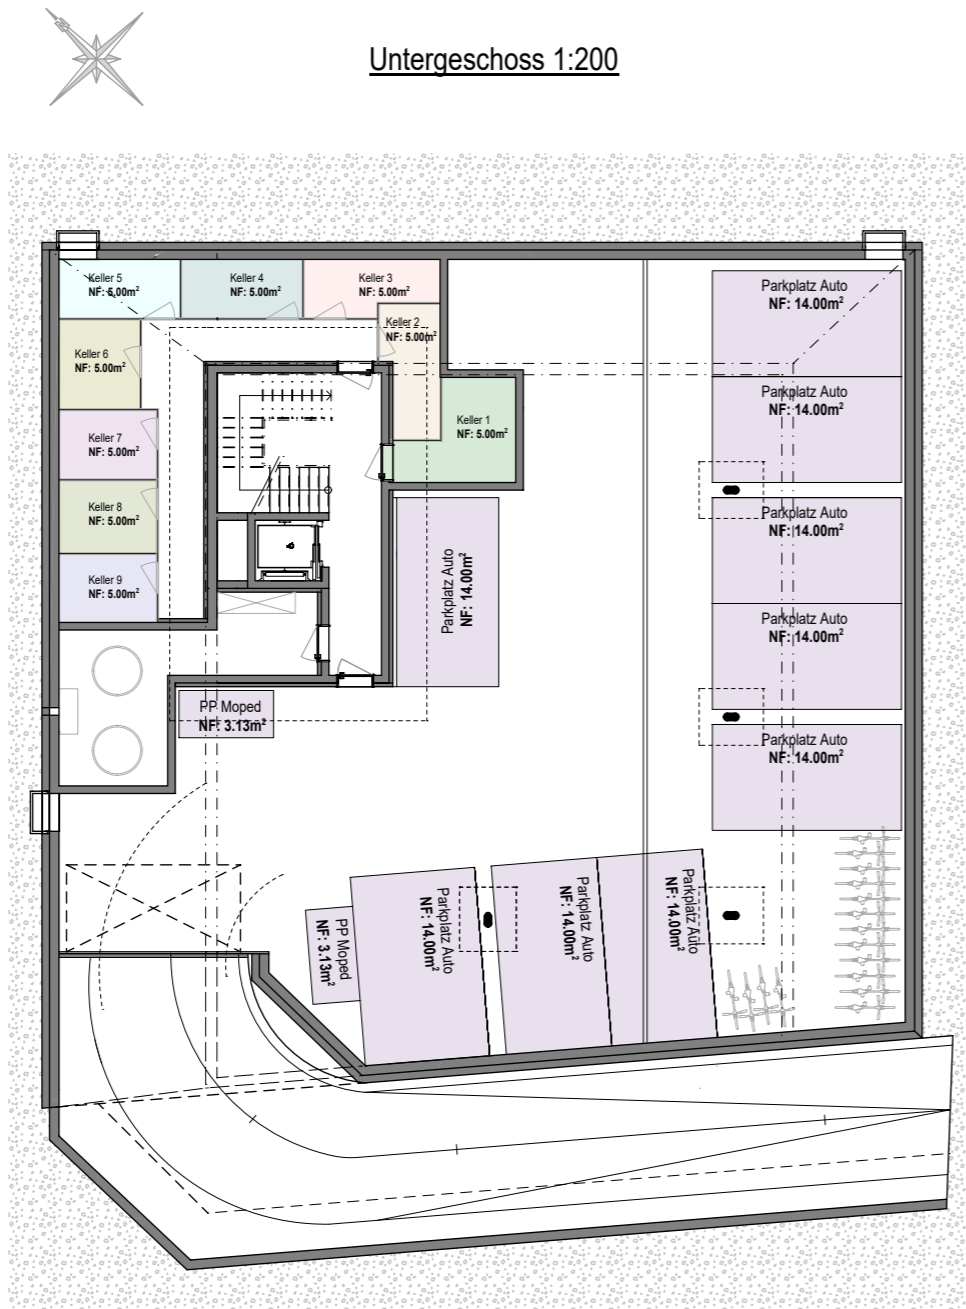 N
Untergeschoss 1:200
Keller 5
NF: 5.00m²
Keller 4
NF: 5.00m²
Keller 3
NF: 5.00m²
Parkplatz Auto
NF: 14.00m²
Keller 2
NF: 5.00m²
Keller 6
NF: 5.00m²
Parkplatz Auto
NF: 14.00m²
Keller 1
NF: 5.00m²
Keller 7
NF: 5.00m²
Keller 8
NF: 5.00m²
Parkplatz Auto
NF: 14.00m²
Parkplatz Auto
NF: 14.00m²
Keller 9
NF: 5.00m²
Parkplatz Auto
NF: 14.00m²
PP Moped
NF: 3.13m²
Parkplatz Auto
NF: 14.00m²
PP Moped
NF: 3.13m²
Parkplatz Auto
NF: 14.00m²
Parkplatz Auto
NF: 14.00m²
Parkplatz Auto
NF: 14.00m²